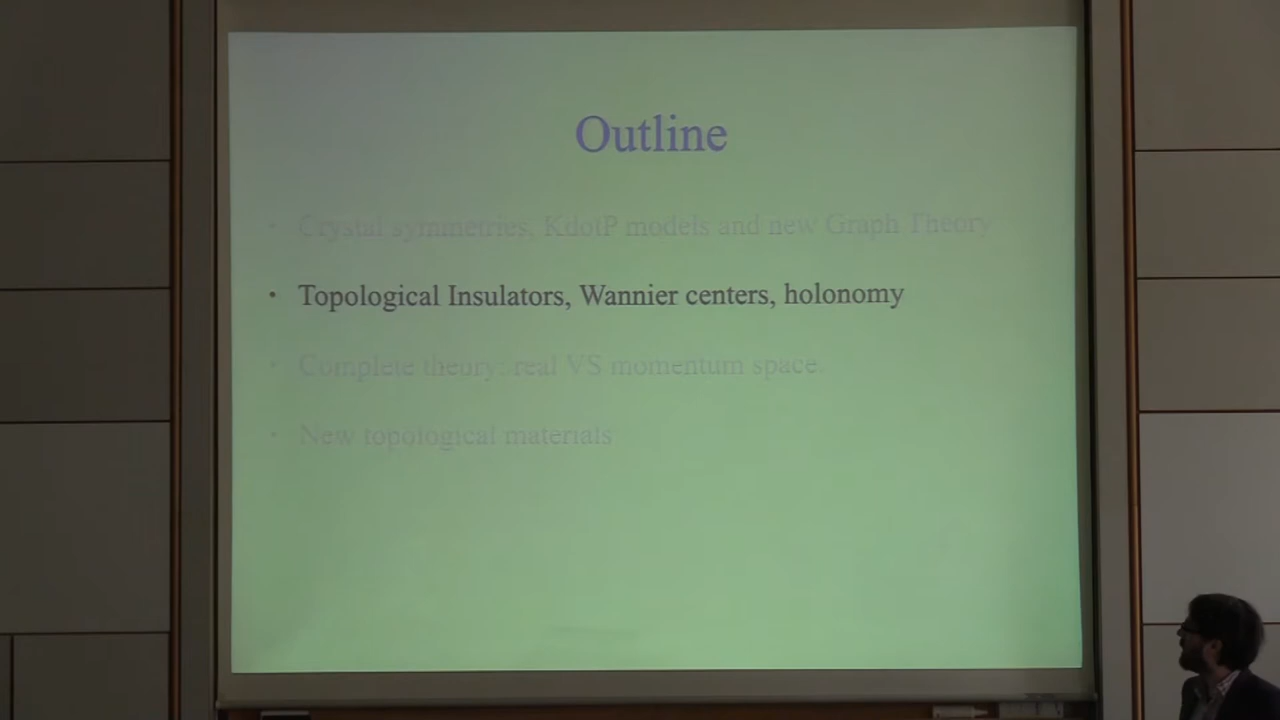 Outline
• Crystal symmetries, KdotP models and new Graph Theory
• Topological Insulators, Wannier centers, holonomy
• Complete theory: real VS momentum space.
• New topological materials